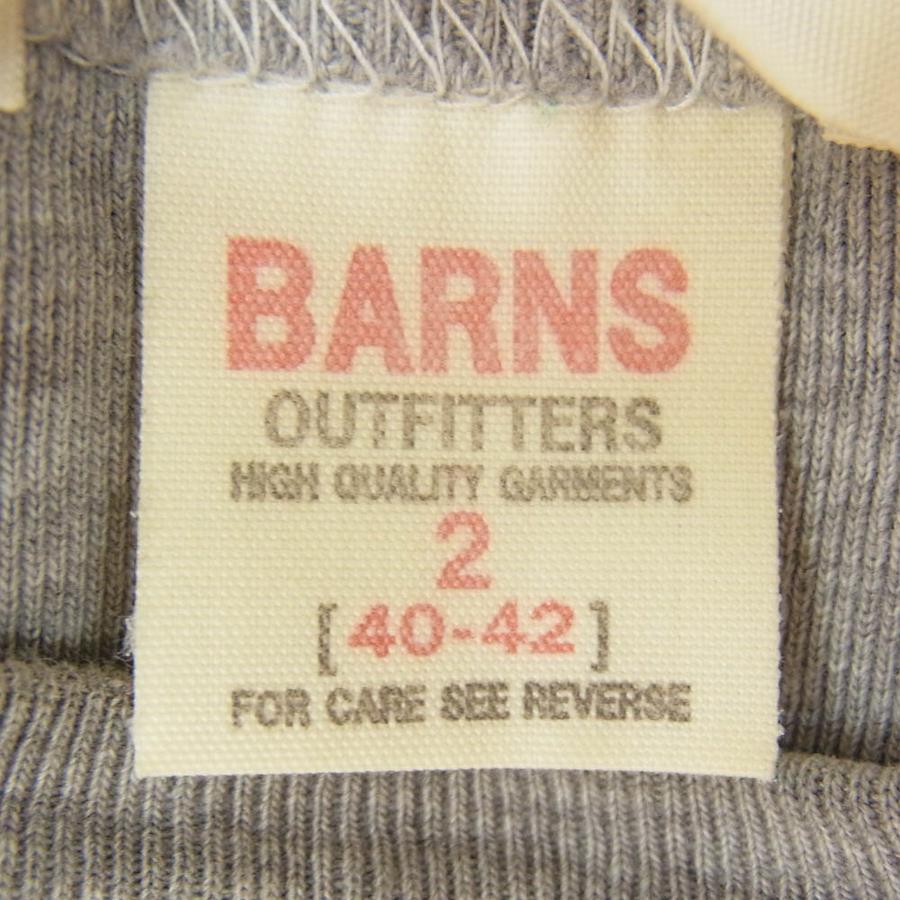 BARNS
OUTFITTERS
HIGH QUALITY GARMENTS
2
[40-42]
FOR CARE SEE REVERSE